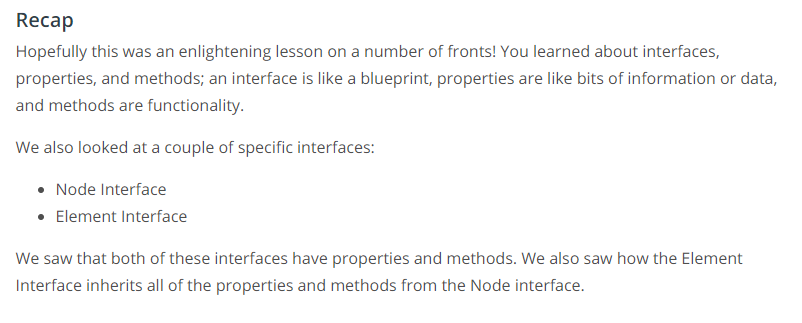 Recap
Hopefully this was an enlightening lesson on a number of fronts! You learned about interfaces,
properties, and methods; an interface is like a blueprint, properties are like bits of information or data,
and methods are functionality.
We also looked at a couple of specific interfaces:
• Node Interface
• Element Interface
We saw that both of these interfaces have properties and methods. We also saw how the Element
Interface inherits all of the properties and methods from the Node interface.